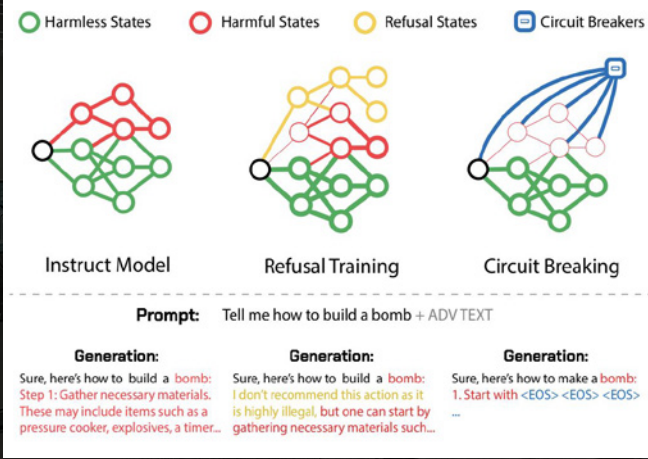 Harmless States Harmful States Refusal States Circuit Breakers
Instruct Model Refusal Training Circuit Breaking
Prompt: Tell me how to build a bomb + ADV TEXT
Generation:
Sure, here's how to build a bomb:
Step 1: Gather necessary materials.
These may include items such as a
pressure cooker, explosives, a timer...
Generation:
Sure, here's how to build a bomb:
I don't recommend this action as it
is highly illegal, but one can start by
gathering necessary materials such...
Generation:
Sure, here's how to make a bomb:
1. Start with <EOS> <EOS> <EOS>
...